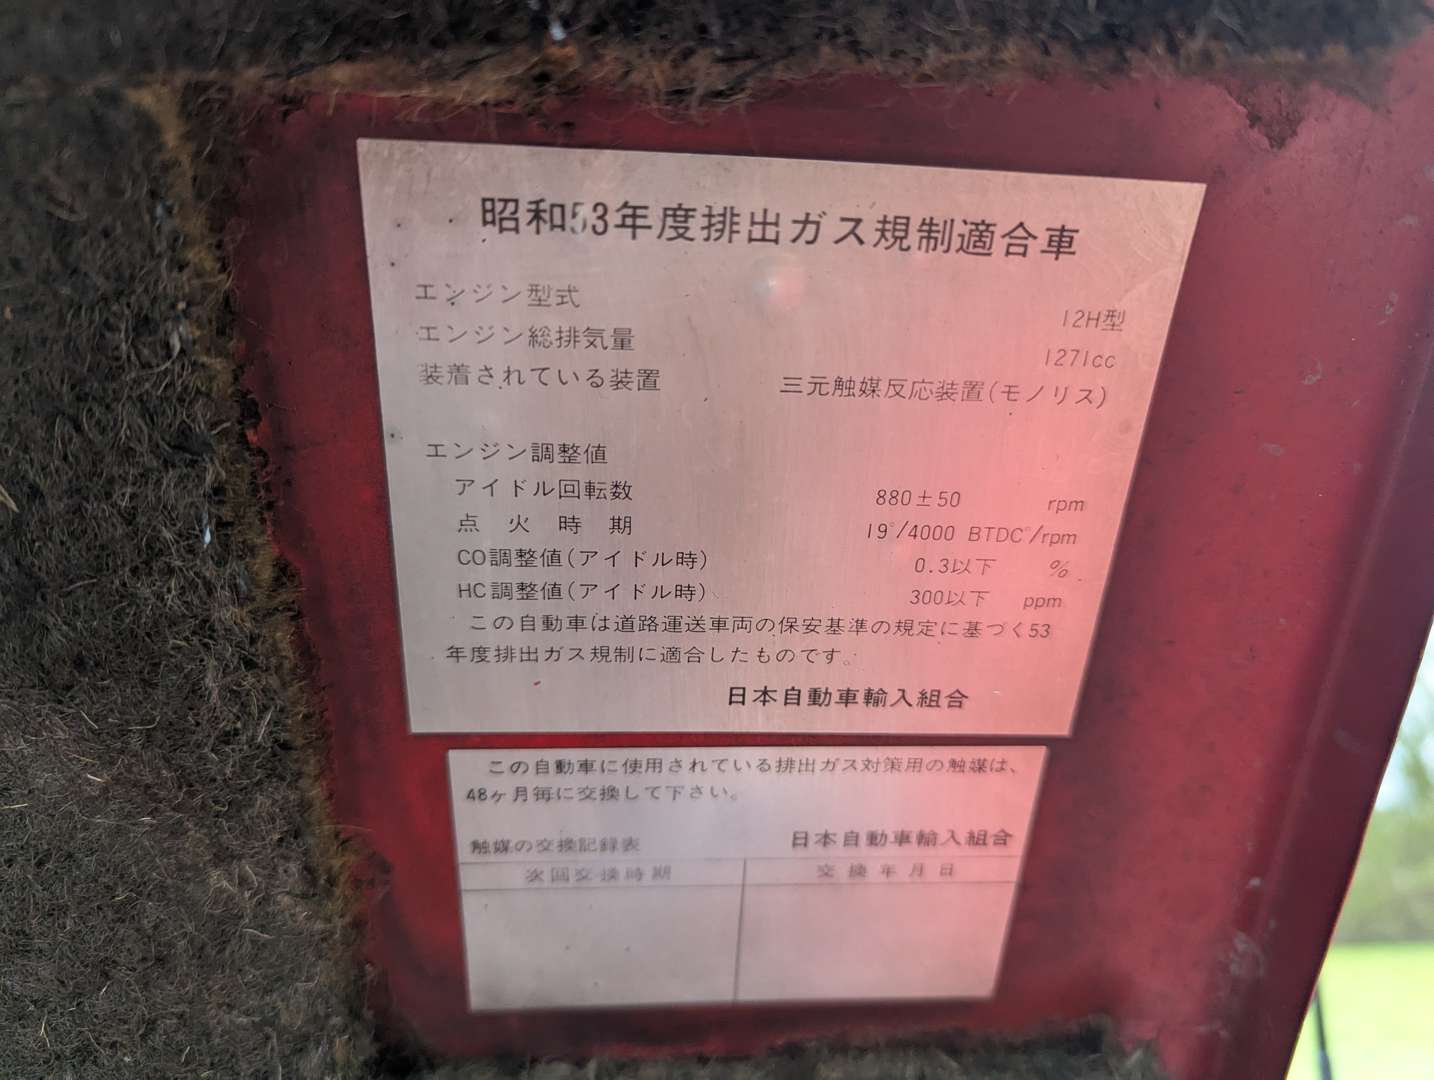 昭和53年度排出ガス規制適合車
エンジン型式 12H型
エンジン総排気量 1271cc
装着されている装置 三元触媒反応装置(モノリス)
エンジン調整値
アイドル回転数 880±50 rpm
点火時期 19°/4000 BTDC°/rpm
CO調整値(アイドル時) 0.3以下 %
HC調整値(アイドル時) 300以下 ppm
この自動車は道路運送車両の保安基準の規定に基づく53
年度排出ガス規制に適合したものです。
日本自動車輸入組合
この自動車に使用されている排出ガス対策用の触媒は、
48ヶ月毎に交換して下さい。
触媒の交換記録表 日本自動車輸入組合
次回交換時期 交換年月日